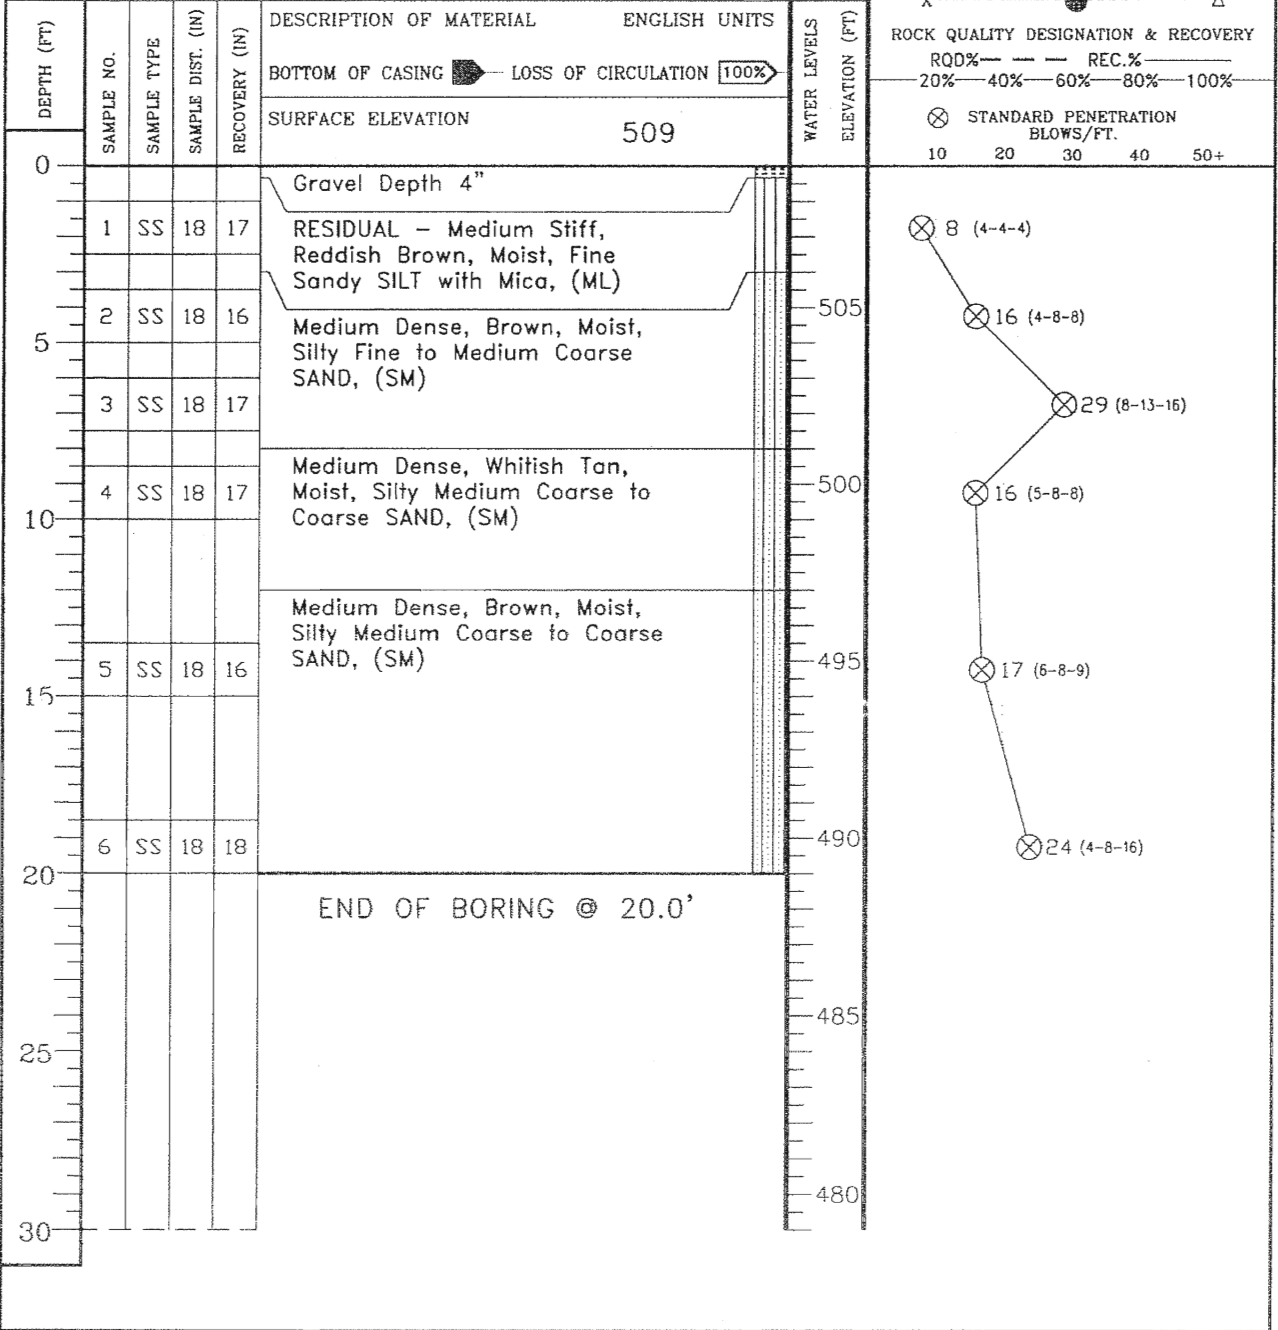 DEPTH (FT)
SAMPLE NO.
SAMPLE TYPE
SAMPLE DIST. (IN)
RECOVERY (IN)
DESCRIPTION OF MATERIAL ENGLISH UNITS
BOTTOM OF CASING LOSS OF CIRCULATION 100%
SURFACE ELEVATION 509
WATER LEVELS
ELEVATION (FT)
ROCK QUALITY DESIGNATION & RECOVERY
RQD% REC.%
20% 40% 60% 80% 100%
STANDARD PENETRATION
BLOWS/FT.
10 20 30 40 50+
0
Gravel Depth 4"
1 SS 18 17
RESIDUAL - Medium Stiff,
Reddish Brown, Moist, Fine
Sandy SILT with Mica, (ML)
8 (4-4-4)
2 SS 18 16
505
16 (4-8-8)
5
Medium Dense, Brown, Moist,
Silty Fine to Medium Coarse
SAND, (SM)
3 SS 18 17
29 (8-13-16)
Medium Dense, Whitish Tan,
Moist, Silty Medium Coarse to
Coarse SAND, (SM)
4 SS 18 17
500
16 (5-8-8)
10
Medium Dense, Brown, Moist,
Silty Medium Coarse to Coarse
SAND, (SM)
5 SS 18 16
495
17 (6-8-9)
15
6 SS 18 18
490
24 (4-8-16)
20
END OF BORING @ 20.0'
485
25
480
30